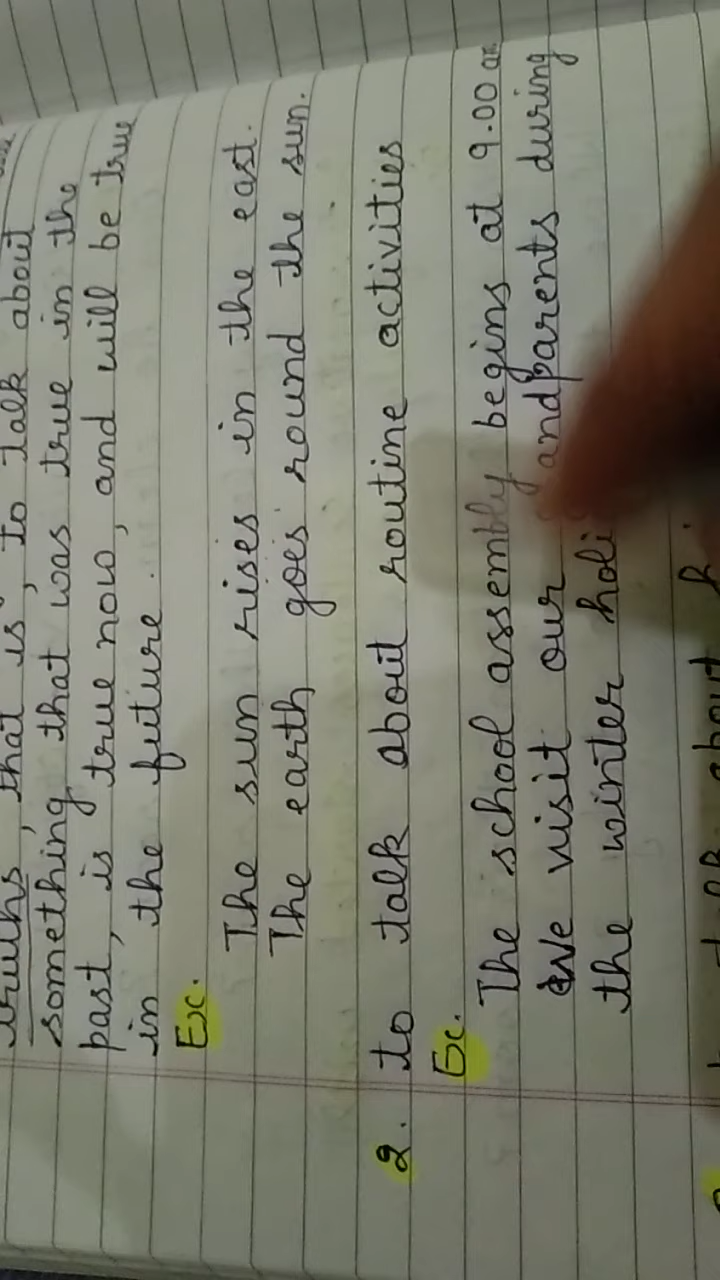 truths, that is, to talk about
something that was true in the
past, is true now, and will be true
in the future.
Ex.
The sun rises in the east.
The earth goes round the sun.
2. to talk about routine activities
Ex.
The school assembly begins at 9.00 am
We visit our grandparents during
the winter holi
talk about